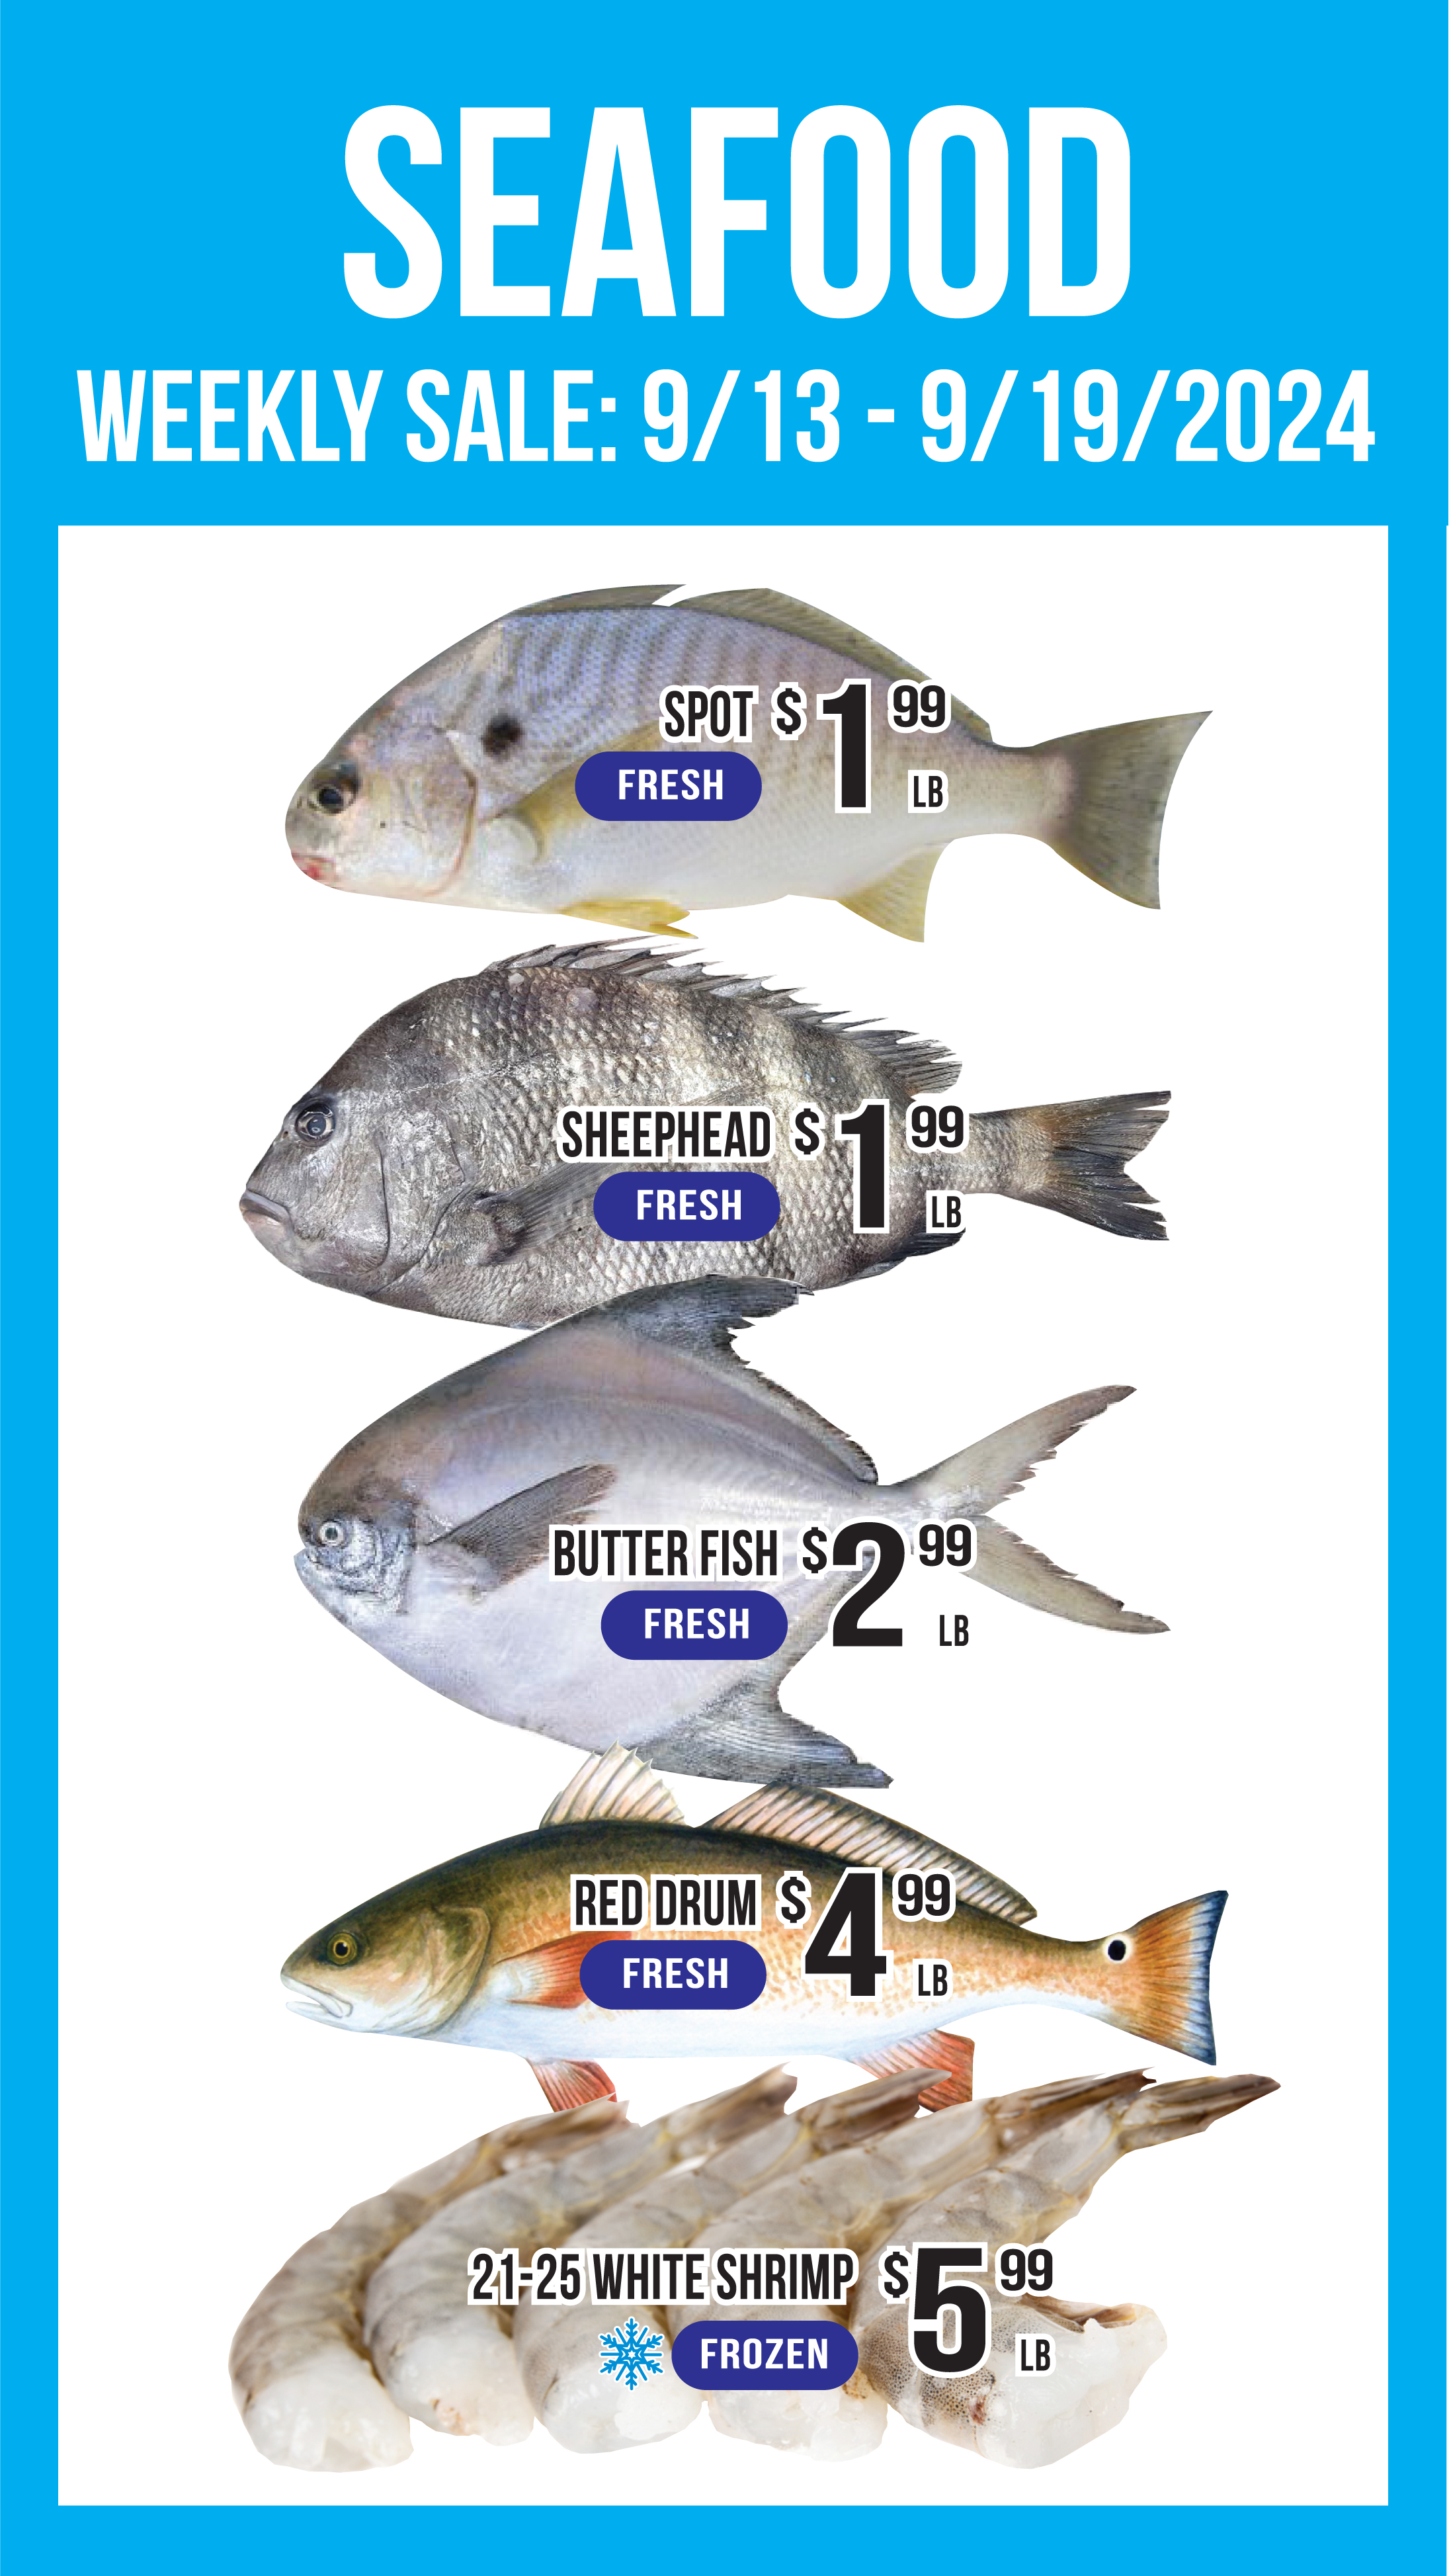 SEAFOOD
WEEKLY SALE: 9/13 - 9/19/2024
SPOT $1 99
FRESH LB
SHEEPHEAD $1 99
FRESH LB
BUTTER FISH $2 99
FRESH LB
RED DRUM $4 99
FRESH LB
21-25 WHITE SHRIMP $5 99
FROZEN LB